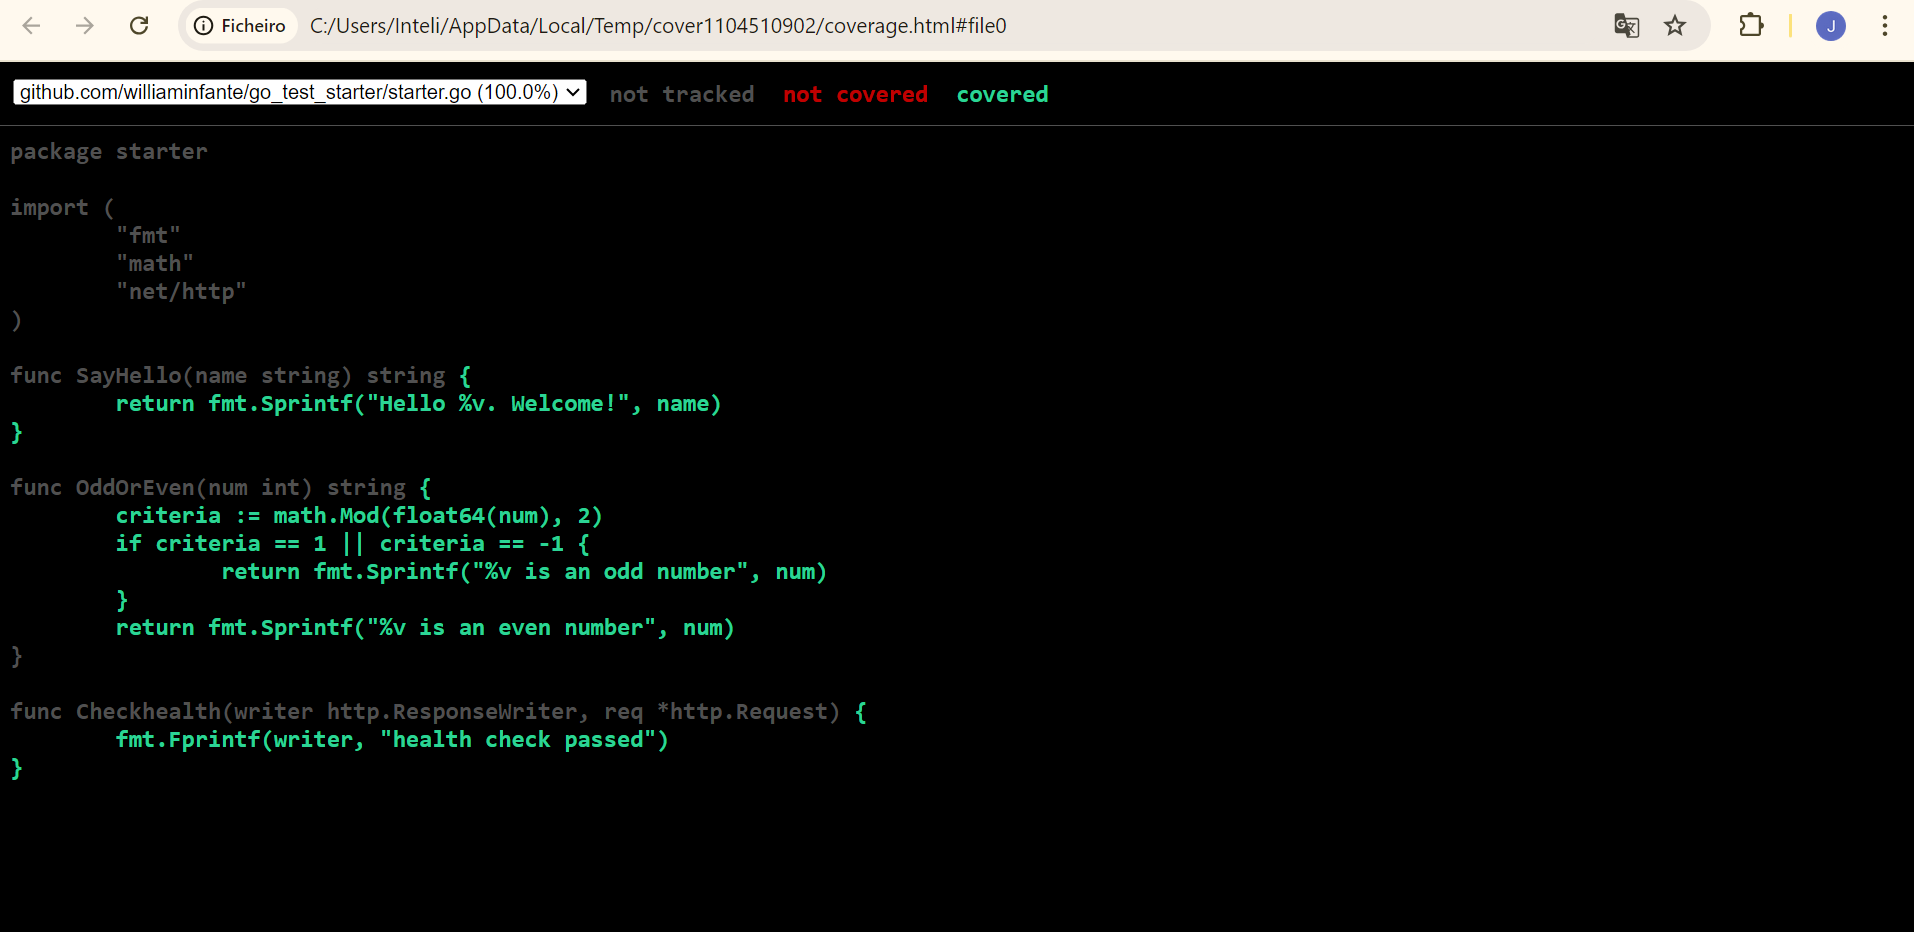 Ficheiro C:/Users/Inteli/AppData/Local/Temp/cover1104510902/coverage.html#file0 J
github.com/williaminfante/go_test_starter/starter.go (100.0%) not tracked not covered covered
package starter
import (
"fmt"
"math"
"net/http"
)
func SayHello(name string) string {
return fmt.Sprintf("Hello %v. Welcome!", name)
}
func OddOrEven(num int) string {
criteria := math.Mod(float64(num), 2)
if criteria == 1 || criteria == -1 {
return fmt.Sprintf("%v is an odd number", num)
}
return fmt.Sprintf("%v is an even number", num)
}
func Checkhealth(writer http.ResponseWriter, req *http.Request) {
fmt.Fprintf(writer, "health check passed")
}